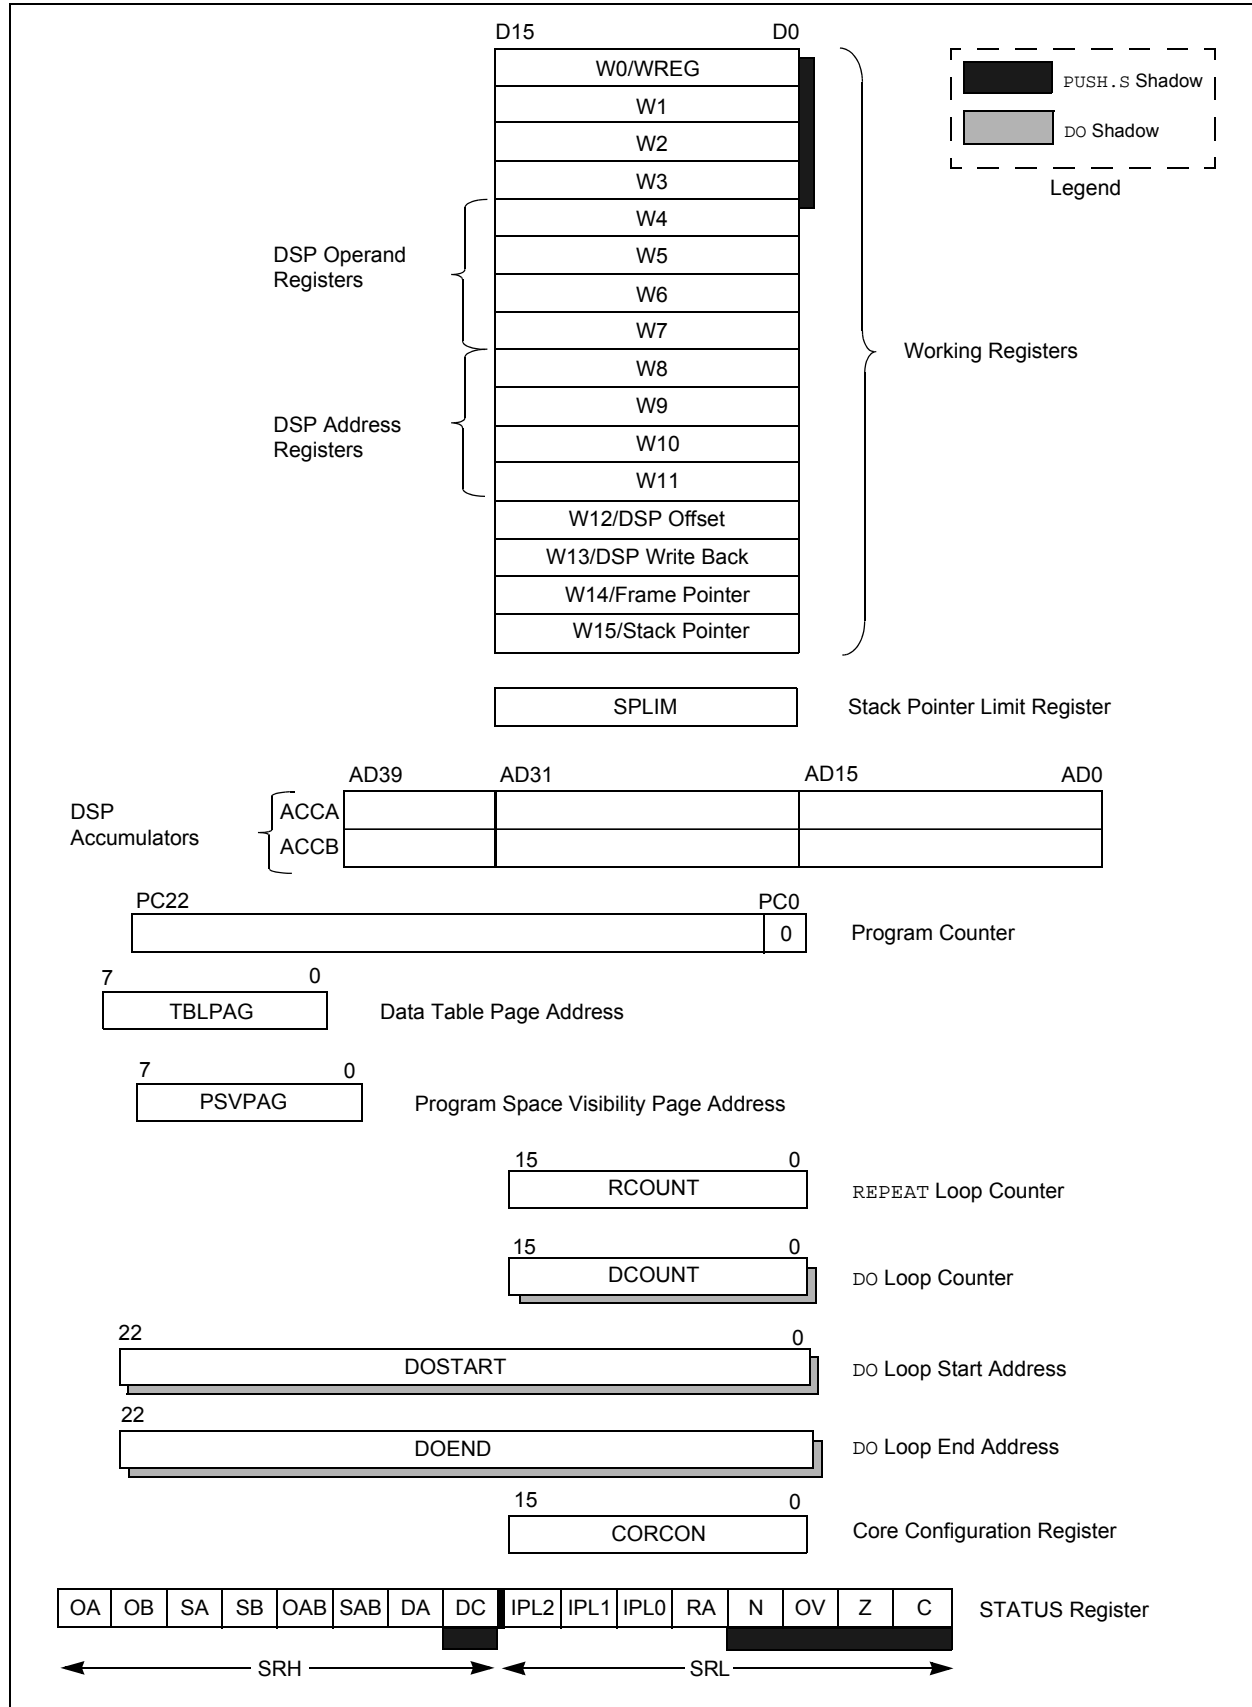 D15 D0
W0/WREG
PUSH.S Shadow
W1
DO Shadow
W2
W3
Legend
W4
DSP Operand
Registers
W5
W6
W7
Working Registers
W8
W9
DSP Address
Registers
W10
W11
W12/DSP Offset
W13/DSP Write Back
W14/Frame Pointer
W15/Stack Pointer
SPLIM Stack Pointer Limit Register
AD39 AD31 AD15 AD0
DSP
Accumulators
ACCA
ACCB
PC22 PC0
0 Program Counter
7 0
TBLPAG Data Table Page Address
7 0
PSVPAG Program Space Visibility Page Address
15 0
RCOUNT REPEAT Loop Counter
15 0
DCOUNT DO Loop Counter
22 0
DOSTART DO Loop Start Address
22
DOEND DO Loop End Address
15 0
CORCON Core Configuration Register
OA OB SA SB OAB SAB DA DC IPL2 IPL1 IPL0 RA N OV Z C STATUS Register
SRH SRL